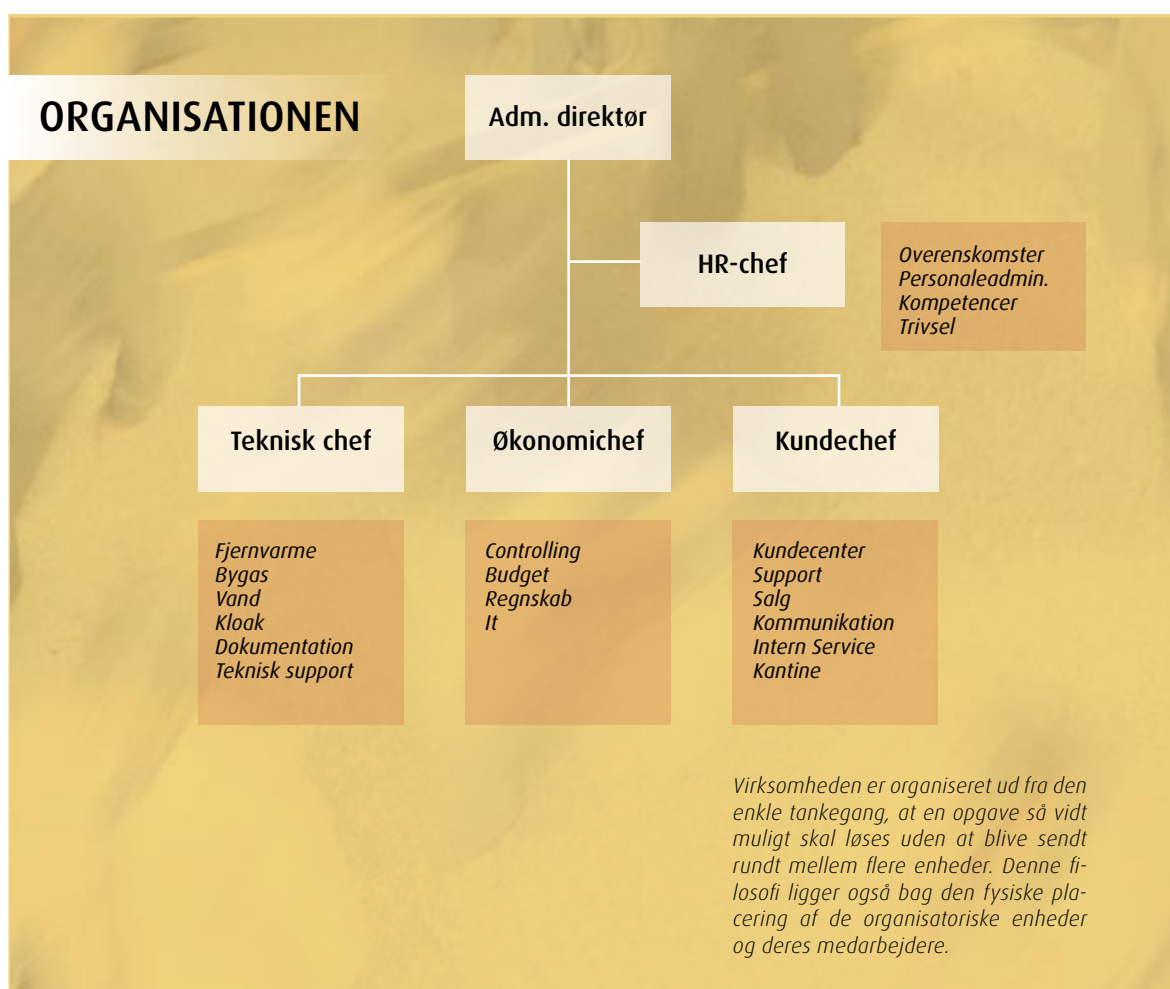 ORGANISATIONEN
Adm. direktør
HR-chef
Overenskomster
Personaleadmin.
Kompetencer
Trivsel
Teknisk chef
Økonomichef
Kundechef
Fjernvarme
Bygas
Vand
Kloak
Dokumentation
Teknisk support
Controlling
Budget
Regnskab
It
Kundecenter
Support
Salg
Kommunikation
Intern Service
Kantine
Virksomheden er organiseret ud fra den
enkle tankegang, at en opgave så vidt
muligt skal løses uden at blive sendt
rundt mellem flere enheder. Denne fi-
losofi ligger også bag den fysiske pla-
cering af de organisatoriske enheder
og deres medarbejdere.